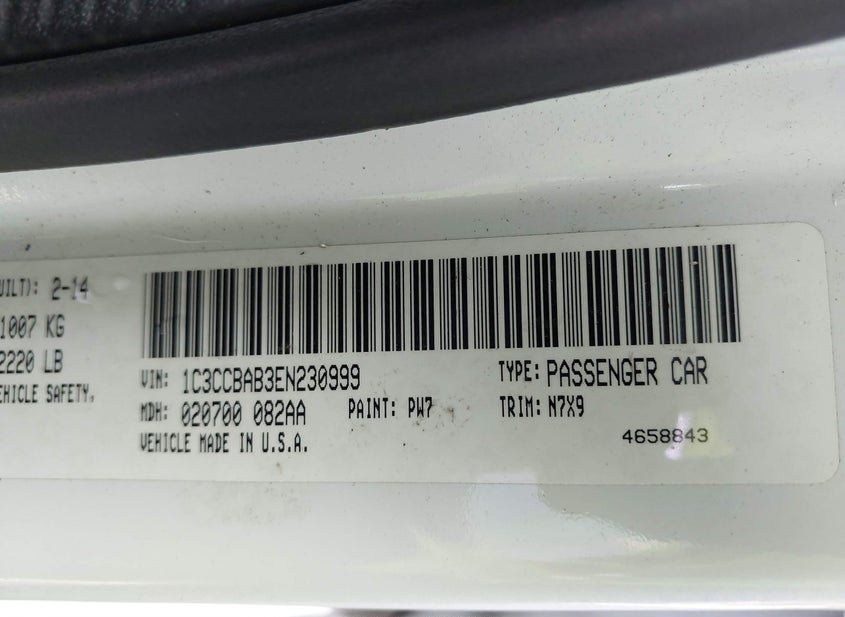 UILT): 2-14
1007 KG
2220 LB
EHICLE SAFETY,
VIN: 1C3CCBAB3EN230999 TYPE: PASSENGER CAR
MDH: 020700 082AA PAINT: PW7 TRIM: N7X9
VEHICLE MADE IN U.S.A. 4658843